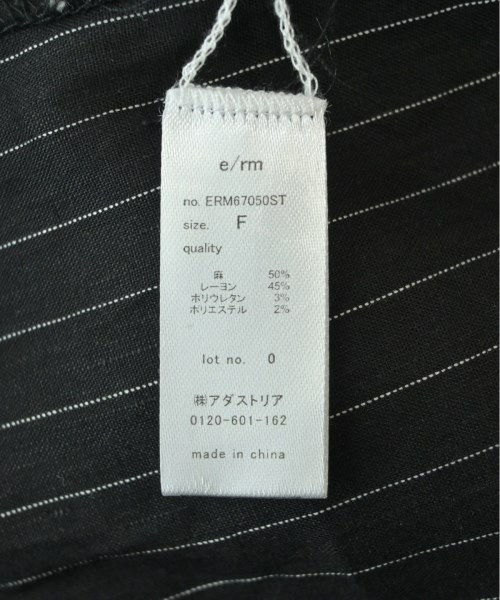 e/rm
no. ERM67050ST
size. F
quality
麻 50%
レーヨン 45%
ポリウレタン 3%
ポリエステル 2%
lot no. 0
㈱アダストリア
0120-601-162
made in china